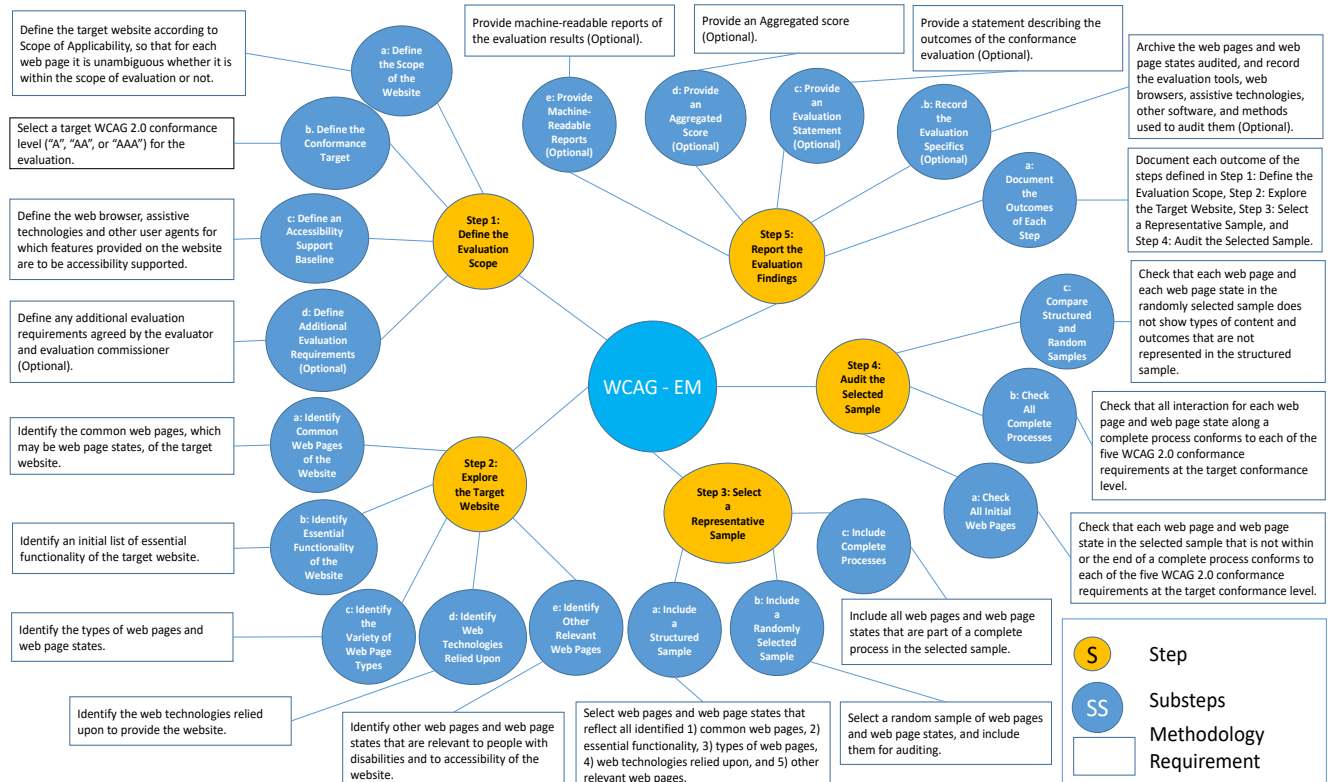 Define the target website according to
Scope of Applicability, so that for each
web page it is unambiguous whether it is
within the scope of evaluation or not.
a: Define
the Scope
of the
Website
Select a target WCAG 2.0 conformance
level (“A”, “AA”, or “AAA”) for the
evaluation.
b. Define the
Conformance
Target
Define the web browser, assistive
technologies and other user agents for
which features provided on the website
are to be accessibility supported.
c: Define an
Accessibility
Support
Baseline
Define any additional evaluation
requirements agreed by the evaluator
and evaluation commissioner
(Optional).
d: Define
Additional
Evaluation
Requirements
(Optional)
Step 1:
Define the
Evaluation
Scope
Provide machine-readable reports of
the evaluation results (Optional).
e: Provide
Machine-
Readable
Reports
(Optional)
Provide an Aggregated score
(Optional).
d: Provide
an
Aggregated
Score
(Optional)
Provide a statement describing the
outcomes of the conformance
evaluation (Optional).
c: Provide
an
Evaluation
Statement
(Optional)
Archive the web pages and web
page states audited, and record
the evaluation tools, web
browsers, assistive technologies,
other software, and methods
used to audit them (Optional).
.b: Record
the
Evaluation
Specifics
(Optional)
Document each outcome of the
steps defined in Step 1: Define the
Evaluation Scope, Step 2: Explore
the Target Website, Step 3: Select
a Representative Sample, and
Step 4: Audit the Selected Sample.
a:
Document
the
Outcomes
of Each
Step
Step 5:
Report the
Evaluation
Findings
WCAG - EM
Check that each web page and
each web page state in the
randomly selected sample does
not show types of content and
outcomes that are not
represented in the structured
sample.
c:
Compare
Structured
and
Random
Samples
Step 4:
Audit the
Selected
Sample
b: Check
All
Complete
Processes
Check that all interaction for each web
page and web page state along a
complete process conforms to each of the
five WCAG 2.0 conformance
requirements at the target conformance
level.
a: Check
All Initial
Web Pages
Check that each web page and web page
state in the selected sample that is not within
or the end of a complete process conforms to
each of the five WCAG 2.0 conformance
requirements at the target conformance level.
Identify the common web pages, which
may be web page states, of the target
website.
a: Identify
Common
Web Pages
of the
Website
Step 2:
Explore
the Target
Website
Identify an initial list of essential
functionality of the target website.
b: Identify
Essential
Functionality
of the
Website
Identify the types of web pages and
web page states.
c: Identify
the
Variety of
Web Page
Types
d: Identify
Web
Technologies
Relied Upon
e: Identify
Other
Relevant
Web Pages
Identify the web technologies relied
upon to provide the website.
Identify other web pages and web page
states that are relevant to people with
disabilities and to accessibility of the
website.
Step 3: Select
a
Representative
Sample
a: Include
a
Structured
Sample
b: Include
a
Randomly
Selected
Sample
c: Include
Complete
Processes
Select web pages and web page states that
reflect all identified 1) common web pages, 2)
essential functionality, 3) types of web pages,
4) web technologies relied upon, and 5) other
relevant web pages.
Select a random sample of web pages
and web page states, and include
them for auditing.
Include all web pages and web page
states that are part of a complete
process in the selected sample.
S
Step
SS
Substeps
Methodology
Requirement